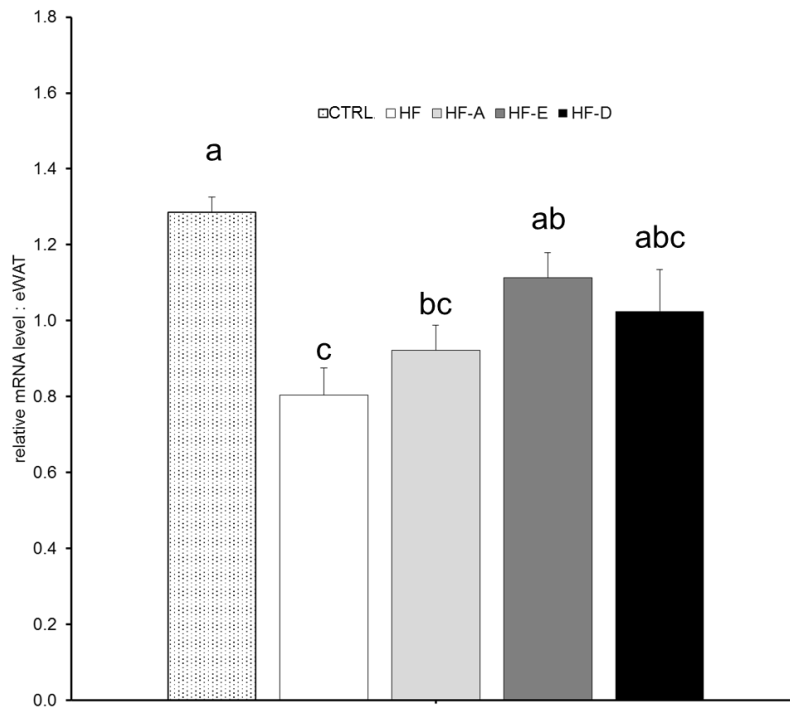 1.8
1.6
CTRL. HF HF-A HF-E HF-D
1.4
a
1.2
ab
abc
relative mRNA level : eWAT
1.0
bc
c
0.8
0.6
0.4
0.2
0.0